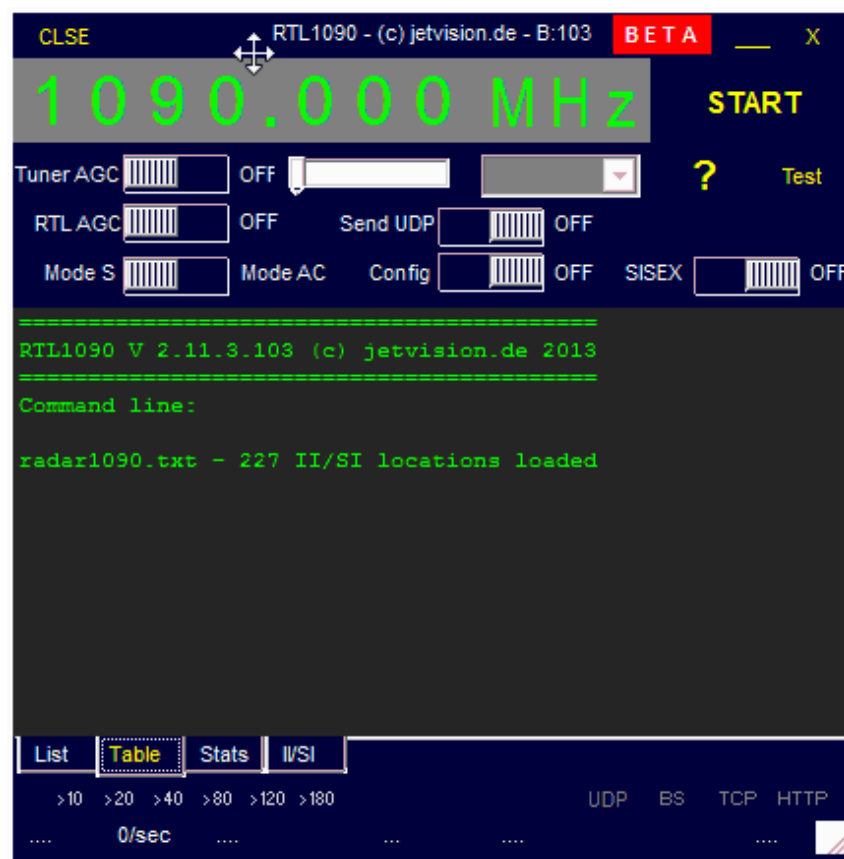 CLSE RTL1090 - (c) jetvision.de - B:103 BETA __ X
1090.000 MHz START
Tuner AGC OFF ? Test
RTL AGC OFF Send UDP OFF
Mode S Mode AC Config OFF SISEX OFF
=========================================
RTL1090 V 2.11.3.103 (c) jetvision.de 2013
=========================================
Command line:
radar1090.txt - 227 II/SI locations loaded
List Table Stats II/SI
>10 >20 >40 >80 >120 >180 UDP BS TCP HTTP
.... 0/sec .... ... .... ....